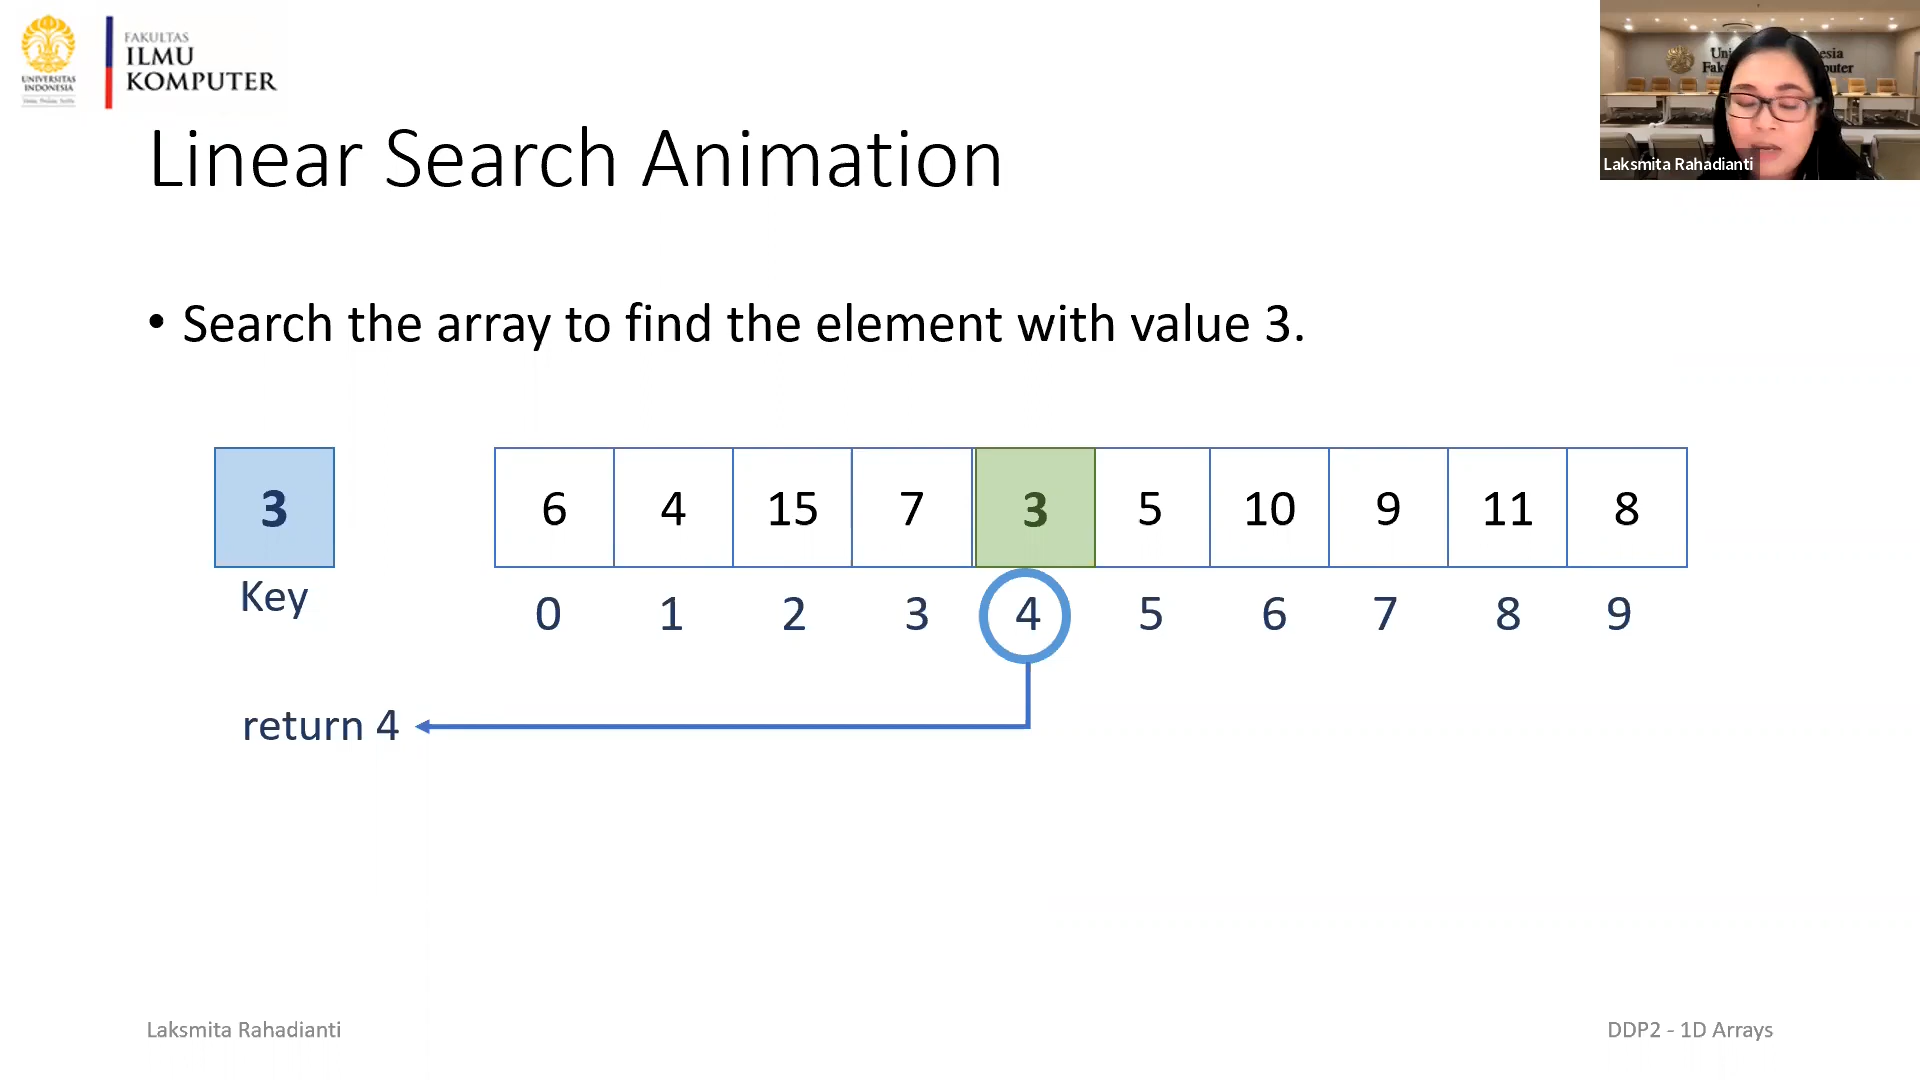 UNIVERSITAS
INDONESIA
FAKULTAS
ILMU
KOMPUTER
Laksmita Rahadianti
Linear Search Animation
• Search the array to find the element with value 3.
3
6 4 15 7 3 5 10 9 11 8
Key
0 1 2 3 4 5 6 7 8 9
return 4
Laksmita Rahadianti
DDP2 - 1D Arrays